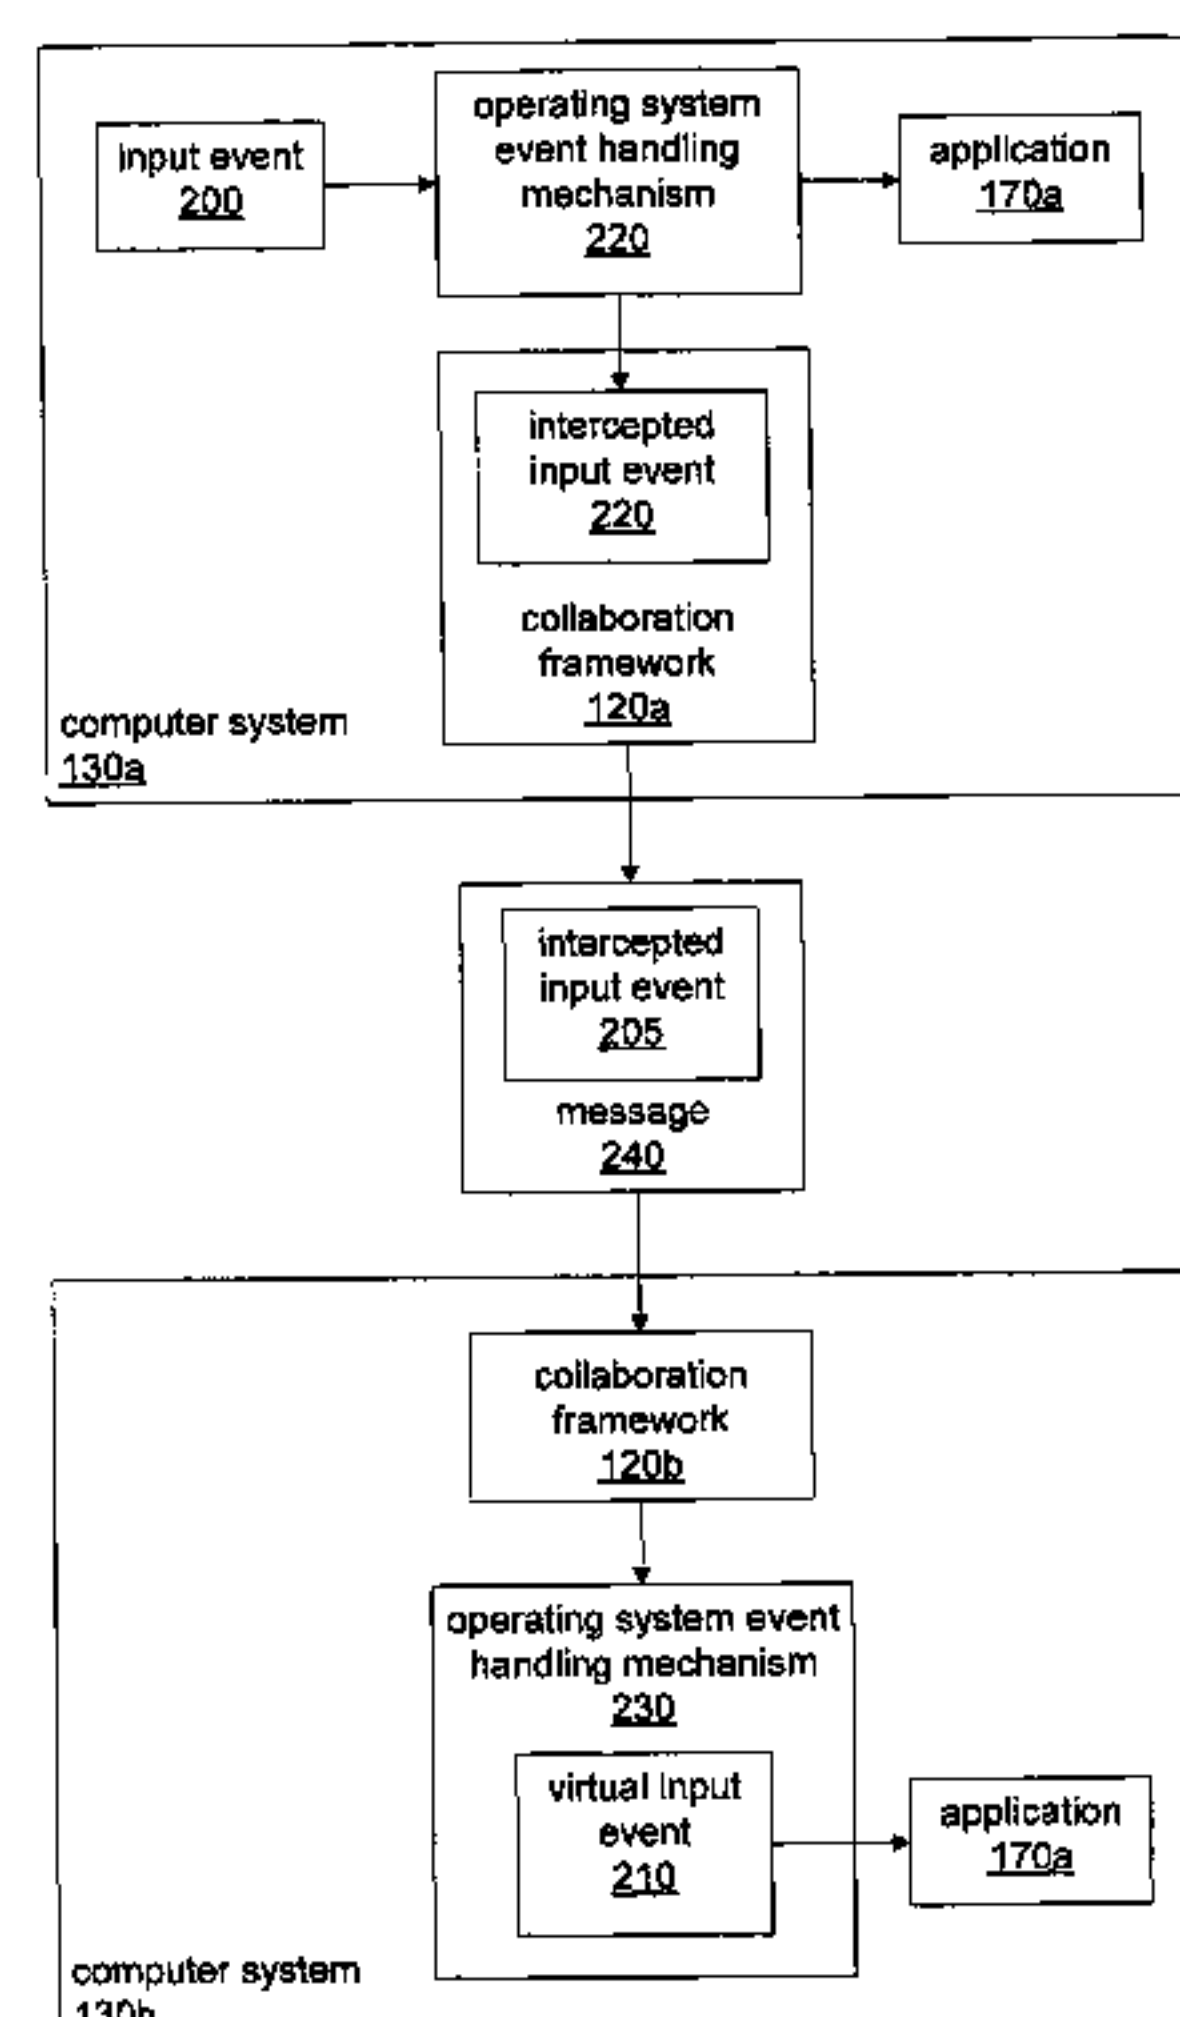 input event
200
operating system
event handling
mechanism
220
application
170a
intercepted
input event
220
collaboration
framework
120a
computer system
130a
intercepted
input event
205
message
240
collaboration
framework
120b
operating system event
handling mechanism
230
virtual input
event
210
application
170a
computer system
130b